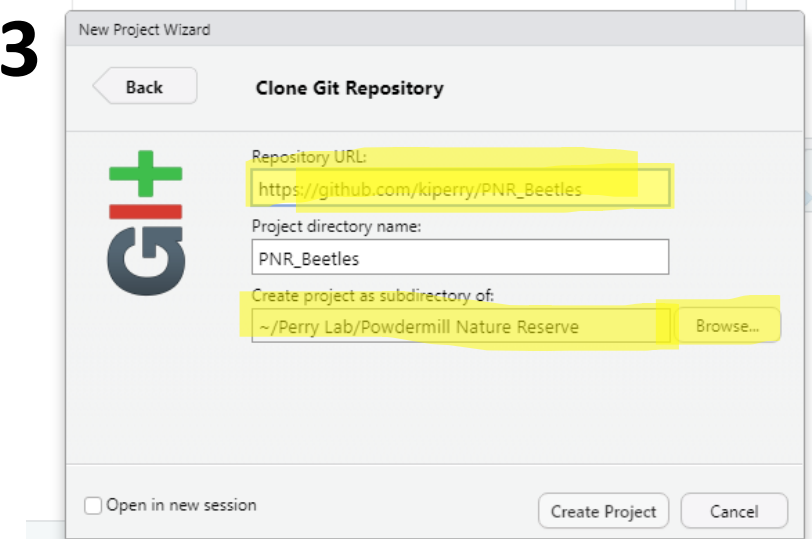 3
New Project Wizard
Back
Clone Git Repository
GIT
Repository URL:
https://github.com/kiperry/PNR_Beetles
Project directory name:
PNR_Beetles
Create project as subdirectory of:
~/Perry Lab/Powdermill Nature Reserve
Browse...
Open in new session
Create Project
Cancel